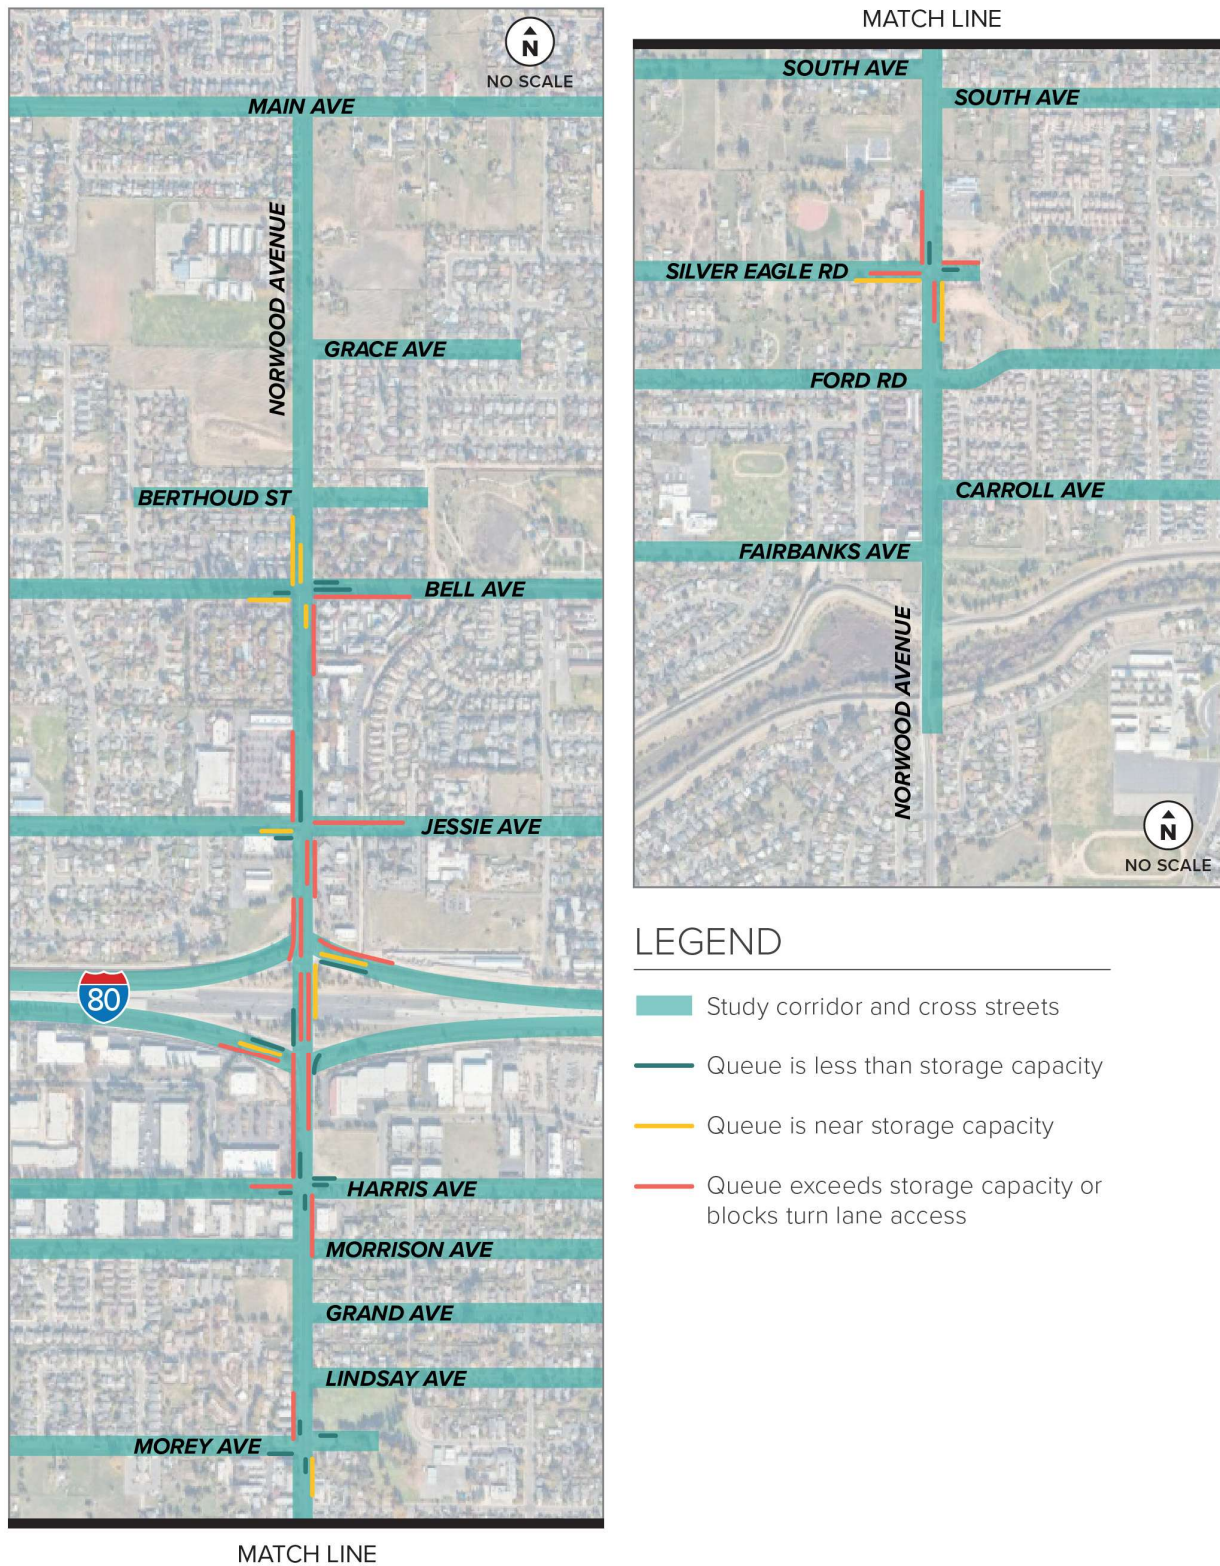 N
NO SCALE
MAIN AVE
NORWOOD AVENUE
GRACE AVE
BERTHOUD ST
BELL AVE
JESSIE AVE
80
HARRIS AVE
MORRISON AVE
GRAND AVE
LINDSAY AVE
MOREY AVE
MATCH LINE
MATCH LINE
SOUTH AVE
SOUTH AVE
SILVER EAGLE RD
FORD RD
CARROLL AVE
FAIRBANKS AVE
NORWOOD AVENUE
N
NO SCALE
LEGEND
Study corridor and cross streets
Queue is less than storage capacity
Queue is near storage capacity
Queue exceeds storage capacity or
blocks turn lane access